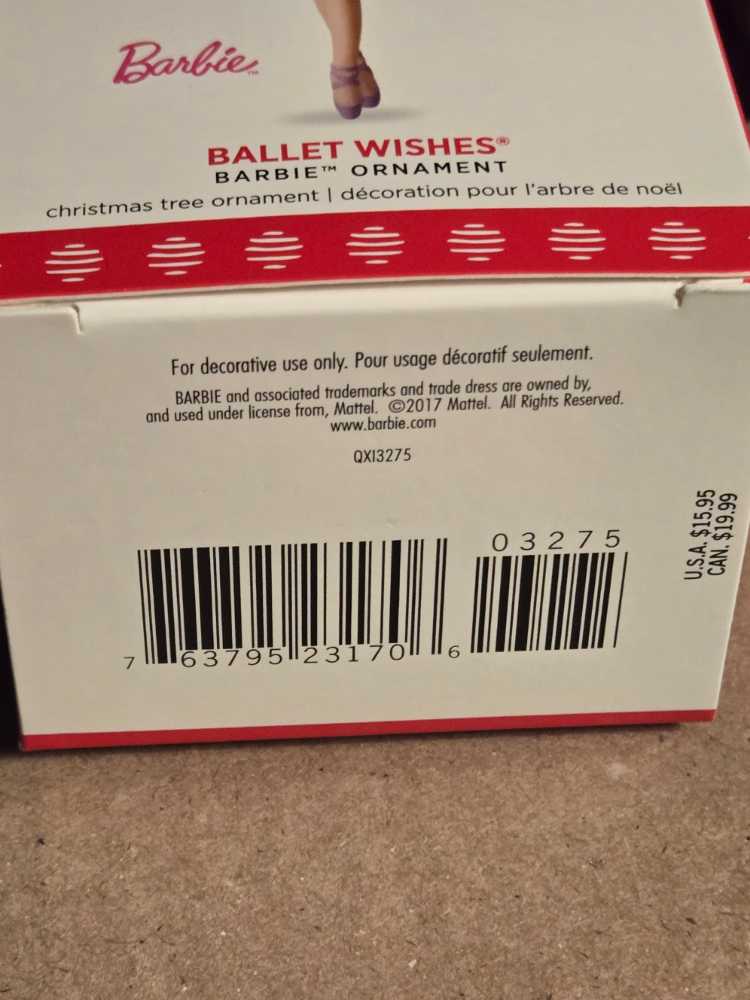 Barbie™
BALLET WISHES®
BARBIE™ ORNAMENT
christmas tree ornament | décoration pour l'arbre de noël
For decorative use only. Pour usage décoratif seulement.
BARBIE and associated trademarks and trade dress are owned by,
and used under license from, Mattel. ©2017 Mattel. All Rights Reserved.
www.barbie.com
QXI3275
U.S.A. $15.95
CAN. $19.99
03275
7 63795 23170 6